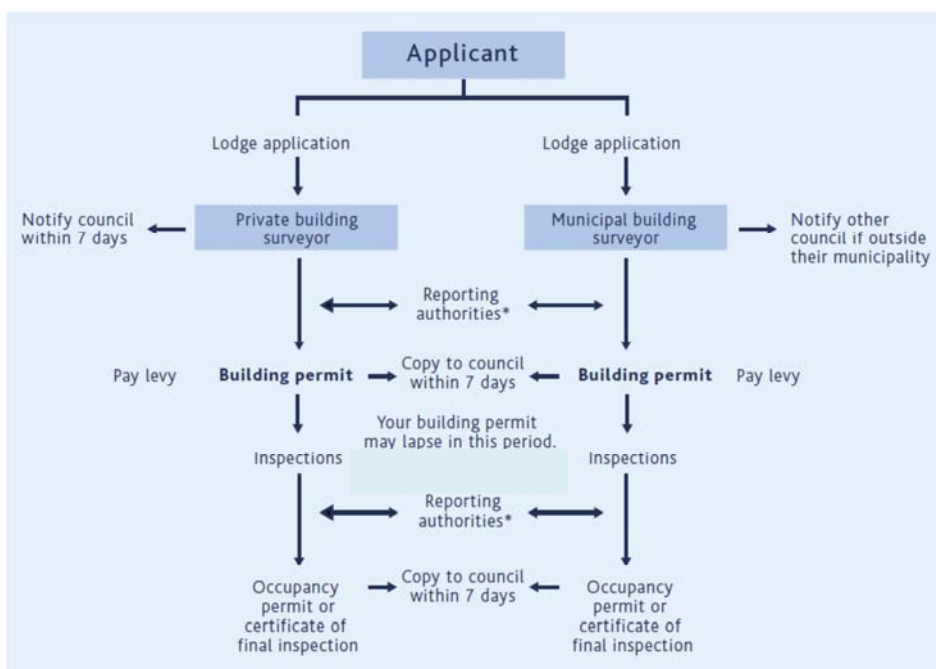 Applicant
Lodge application
Lodge application
Notify council
within 7 days
Private building
surveyor
Municipal building
surveyor
Notify other
council if outside
their municipality
Reporting
authorities*
Pay levy
Building permit
Copy to council
within 7 days
Building permit
Pay levy
Your building permit
may lapse in this period.
Inspections
Inspections
Reporting
authorities*
Occupancy
permit or
certificate of
final inspection
Copy to council
within 7 days
Occupancy
permit or
certificate of
final inspection